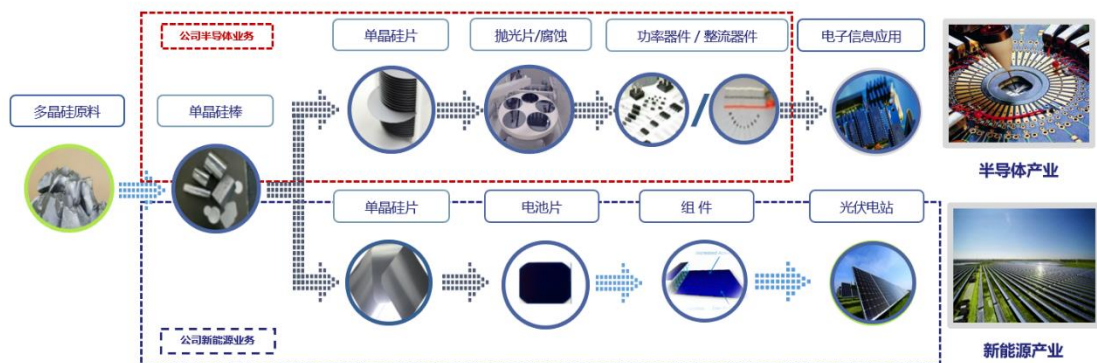 公司半导体业务
单晶硅片
抛光片/腐蚀
功率器件 / 整流器件
电子信息应用
多晶硅原料
单晶硅棒
/
半导体产业
单晶硅片
电池片
组 件
光伏电站
公司新能源业务
新能源产业